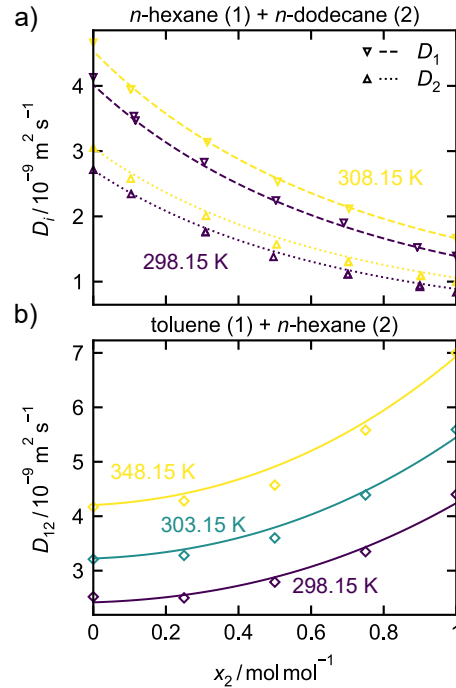 a)
n-hexane (1) + n-dodecane (2)
D₁
D₂
308.15 K
298.15 K
Dᵢ / 10⁻⁹ m² s⁻¹
4
3
2
1
b)
toluene (1) + n-hexane (2)
348.15 K
303.15 K
298.15 K
D₁₂ / 10⁻⁹ m² s⁻¹
7
6
5
4
3
0 0.2 0.4 0.6 0.8 1
x₂ / mol mol⁻¹